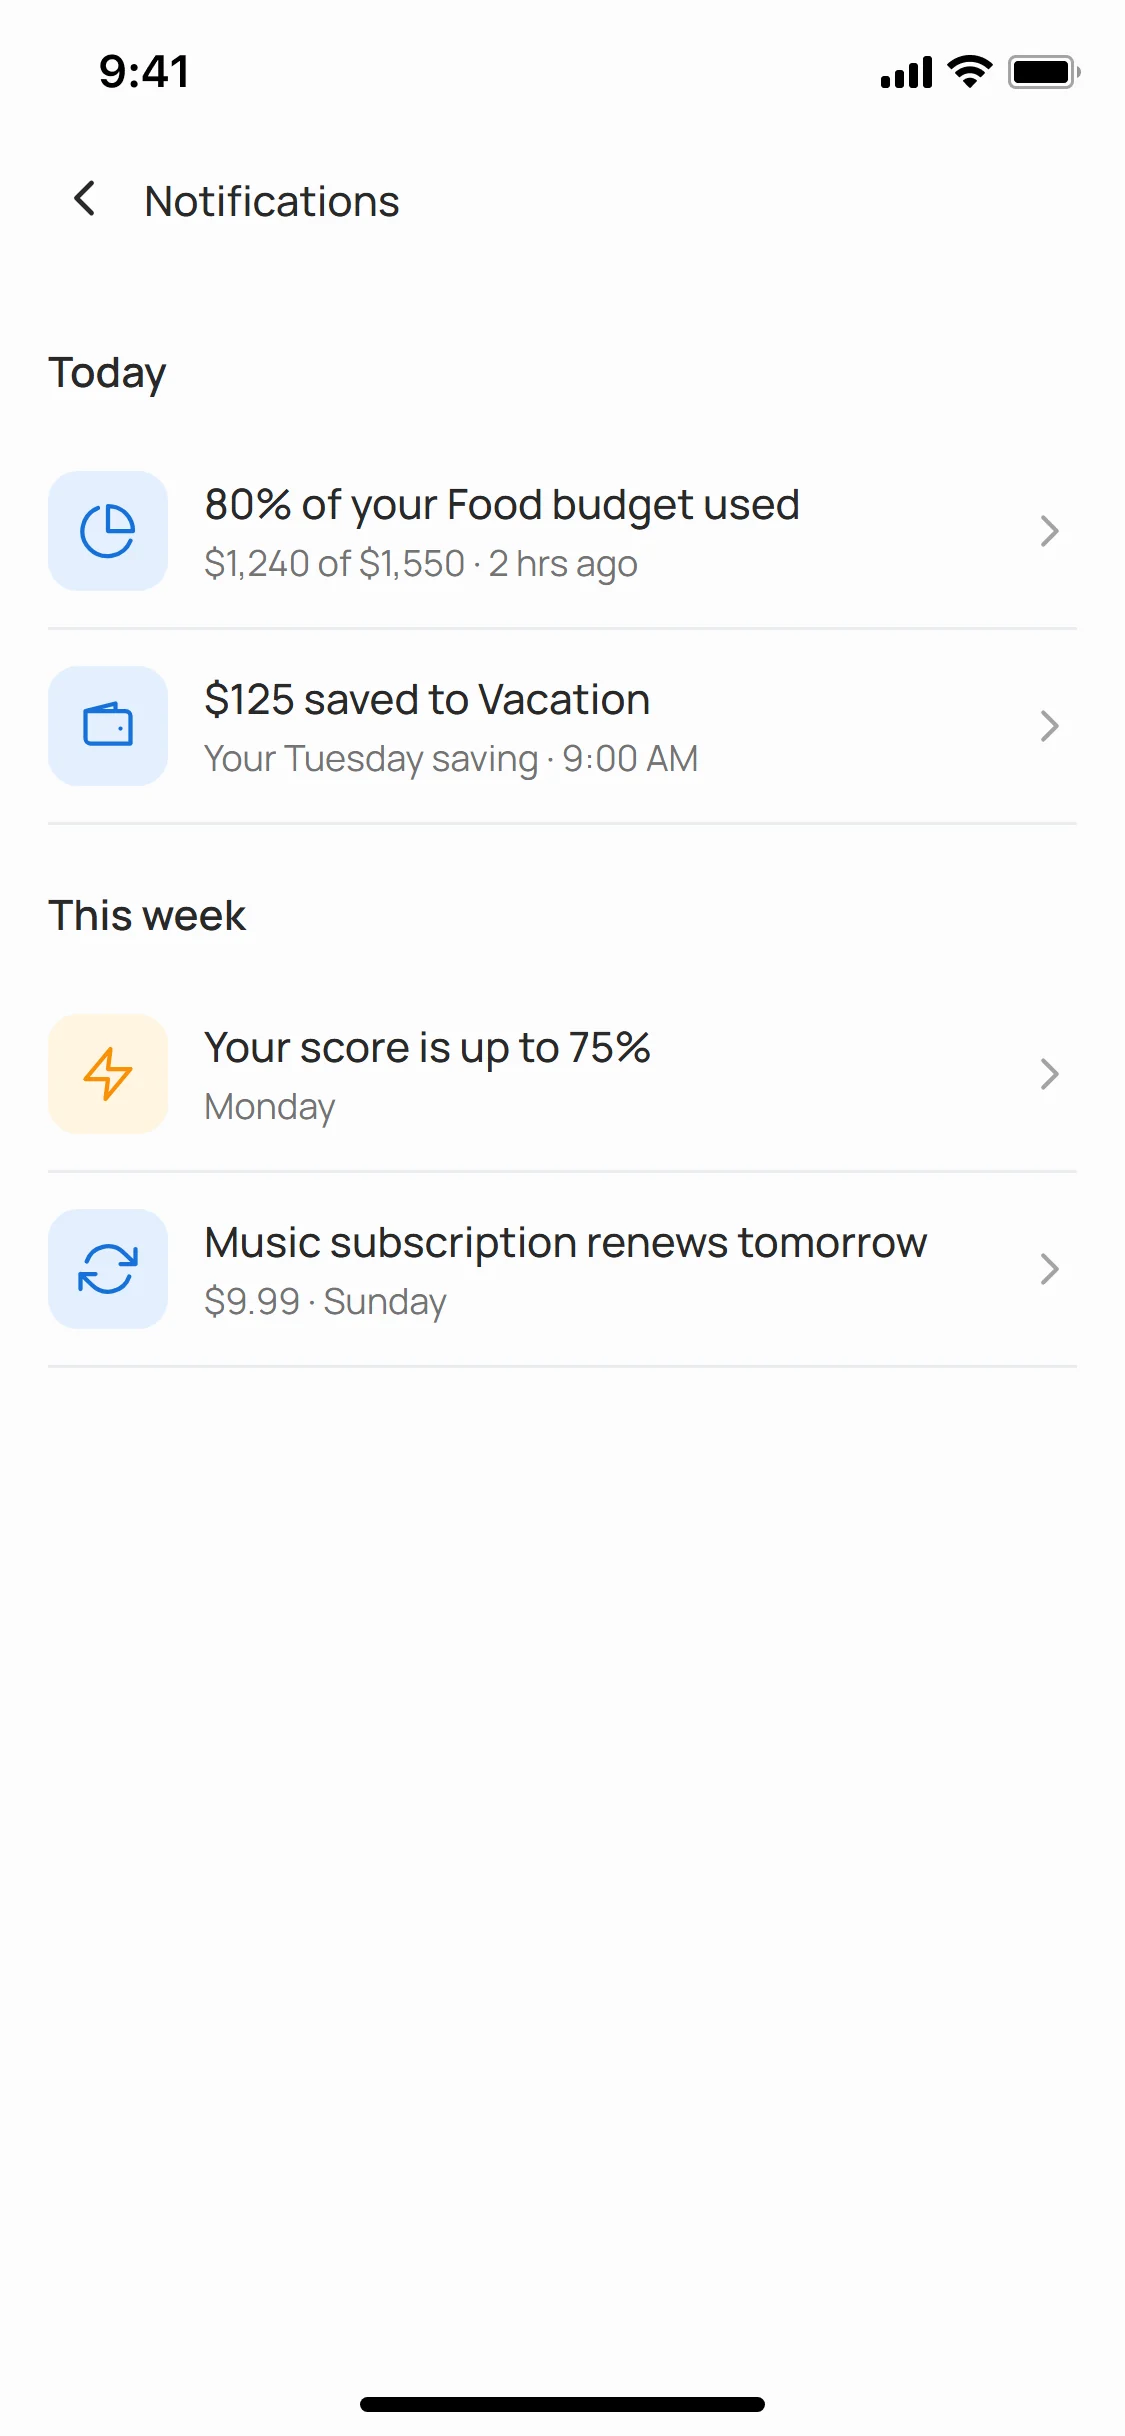 9:41
Notifications
Today
80% of your Food budget used
$1,240 of $1,550 · 2 hrs ago
$125 saved to Vacation
Your Tuesday saving · 9:00 AM
This week
Your score is up to 75%
Monday
Music subscription renews tomorrow
$9.99 · Sunday